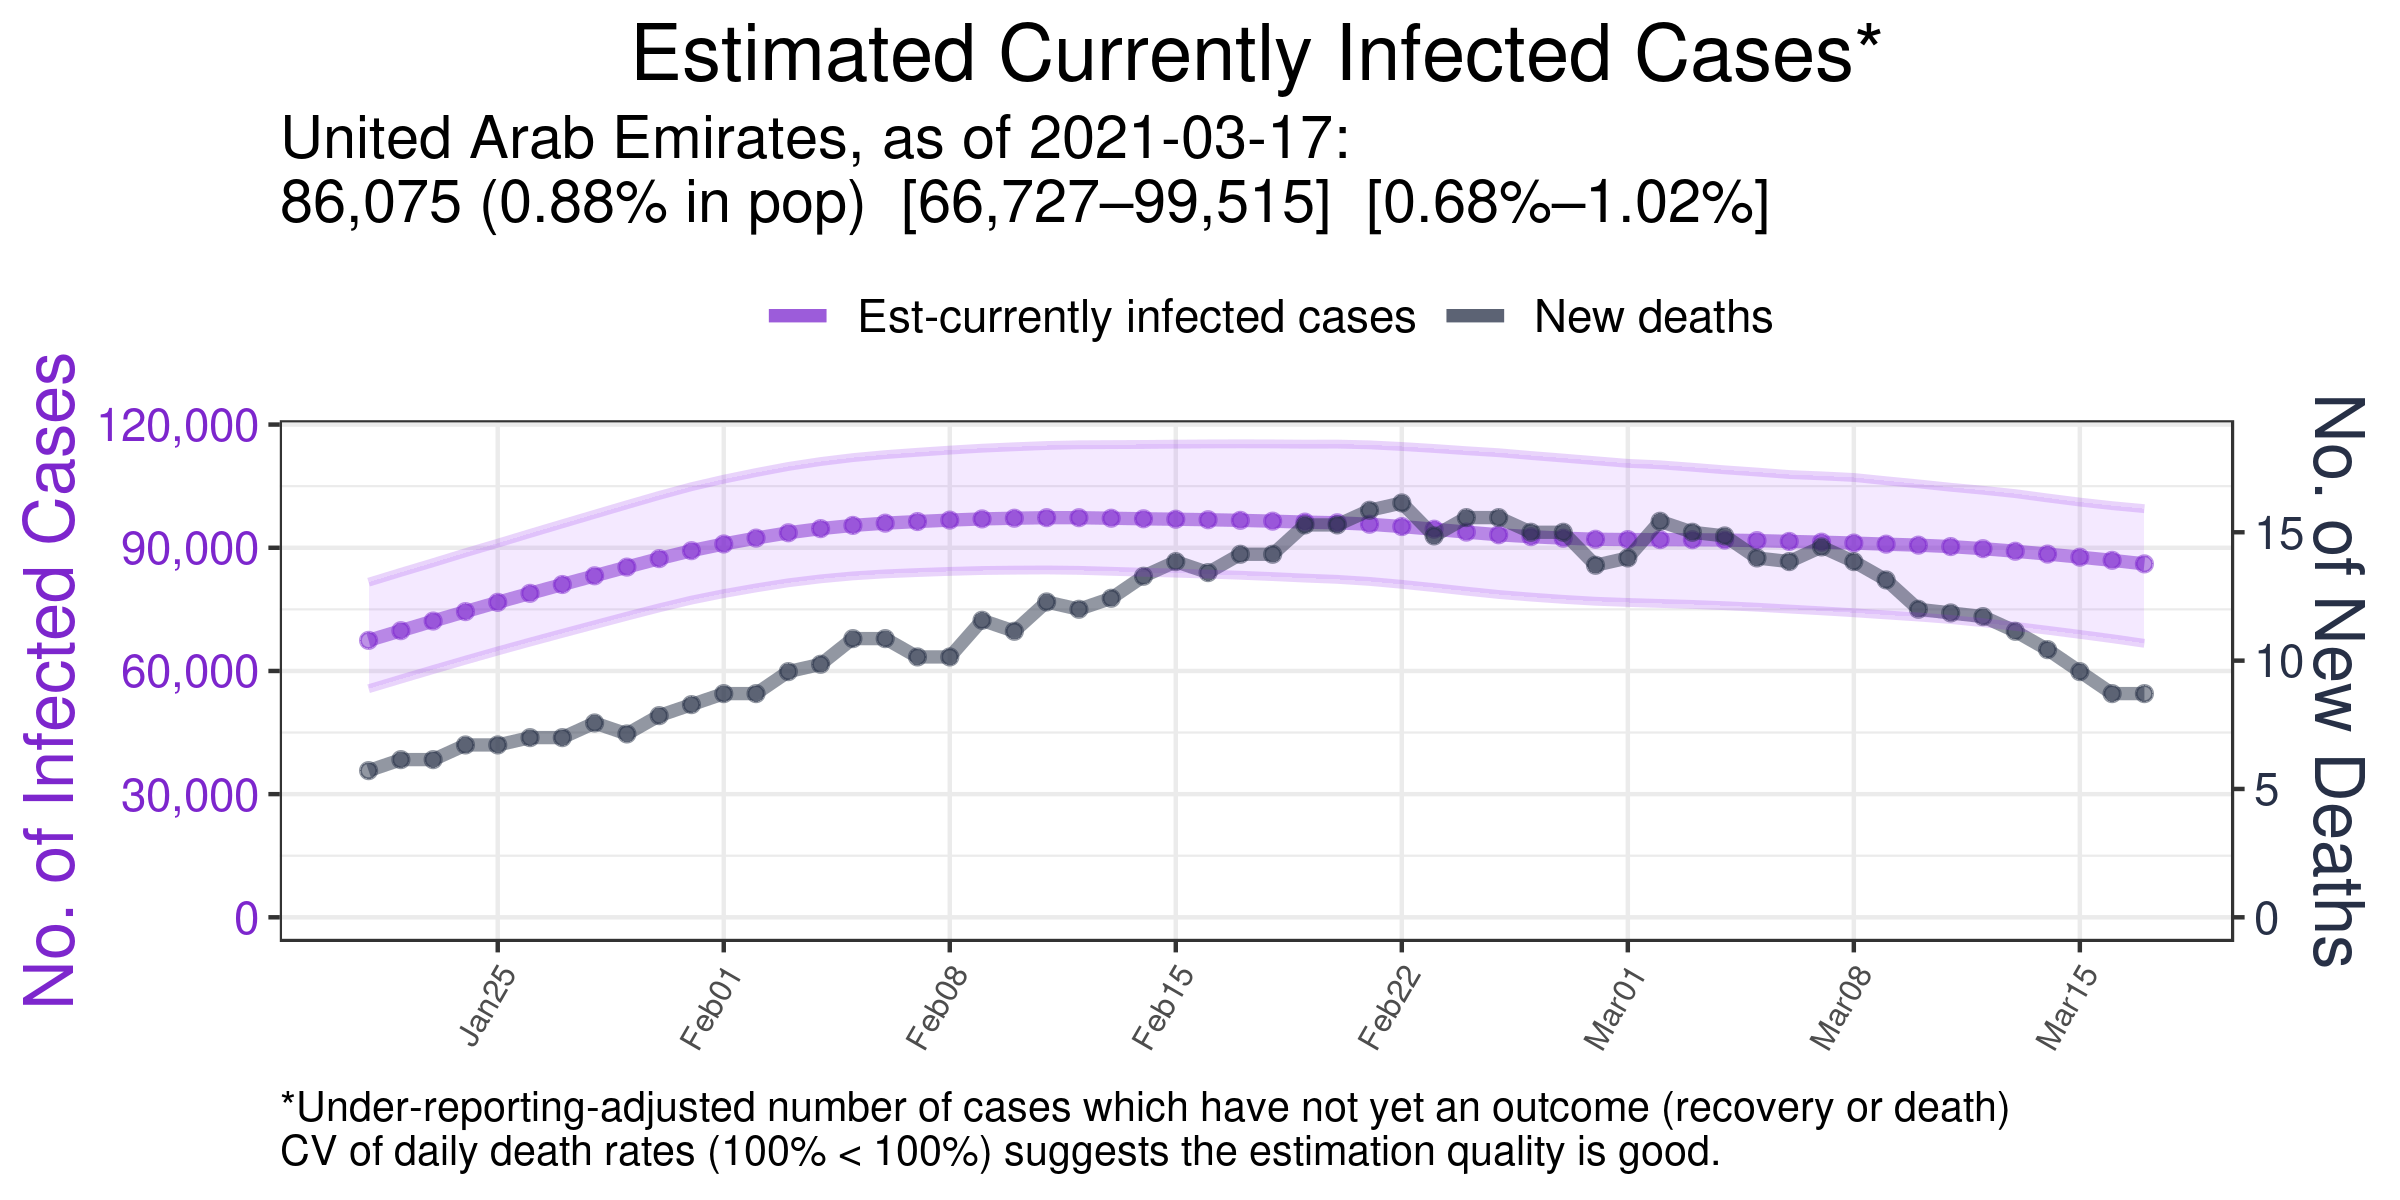 Estimated Currently Infected Cases*
United Arab Emirates, as of 2021-03-17:
86,075 (0.88% in pop)  [66,727–99,515]  [0.68%–1.02%]
Est-currently infected cases
New deaths
No. of Infected Cases
120,000
90,000
60,000
30,000
0
15
10
5
0
No. of New Deaths
Jan25
Feb01
Feb08
Feb15
Feb22
Mar01
Mar08
Mar15
*Under-reporting-adjusted number of cases which have not yet an outcome (recovery or death)
CV of daily death rates (100% < 100%) suggests the estimation quality is good.